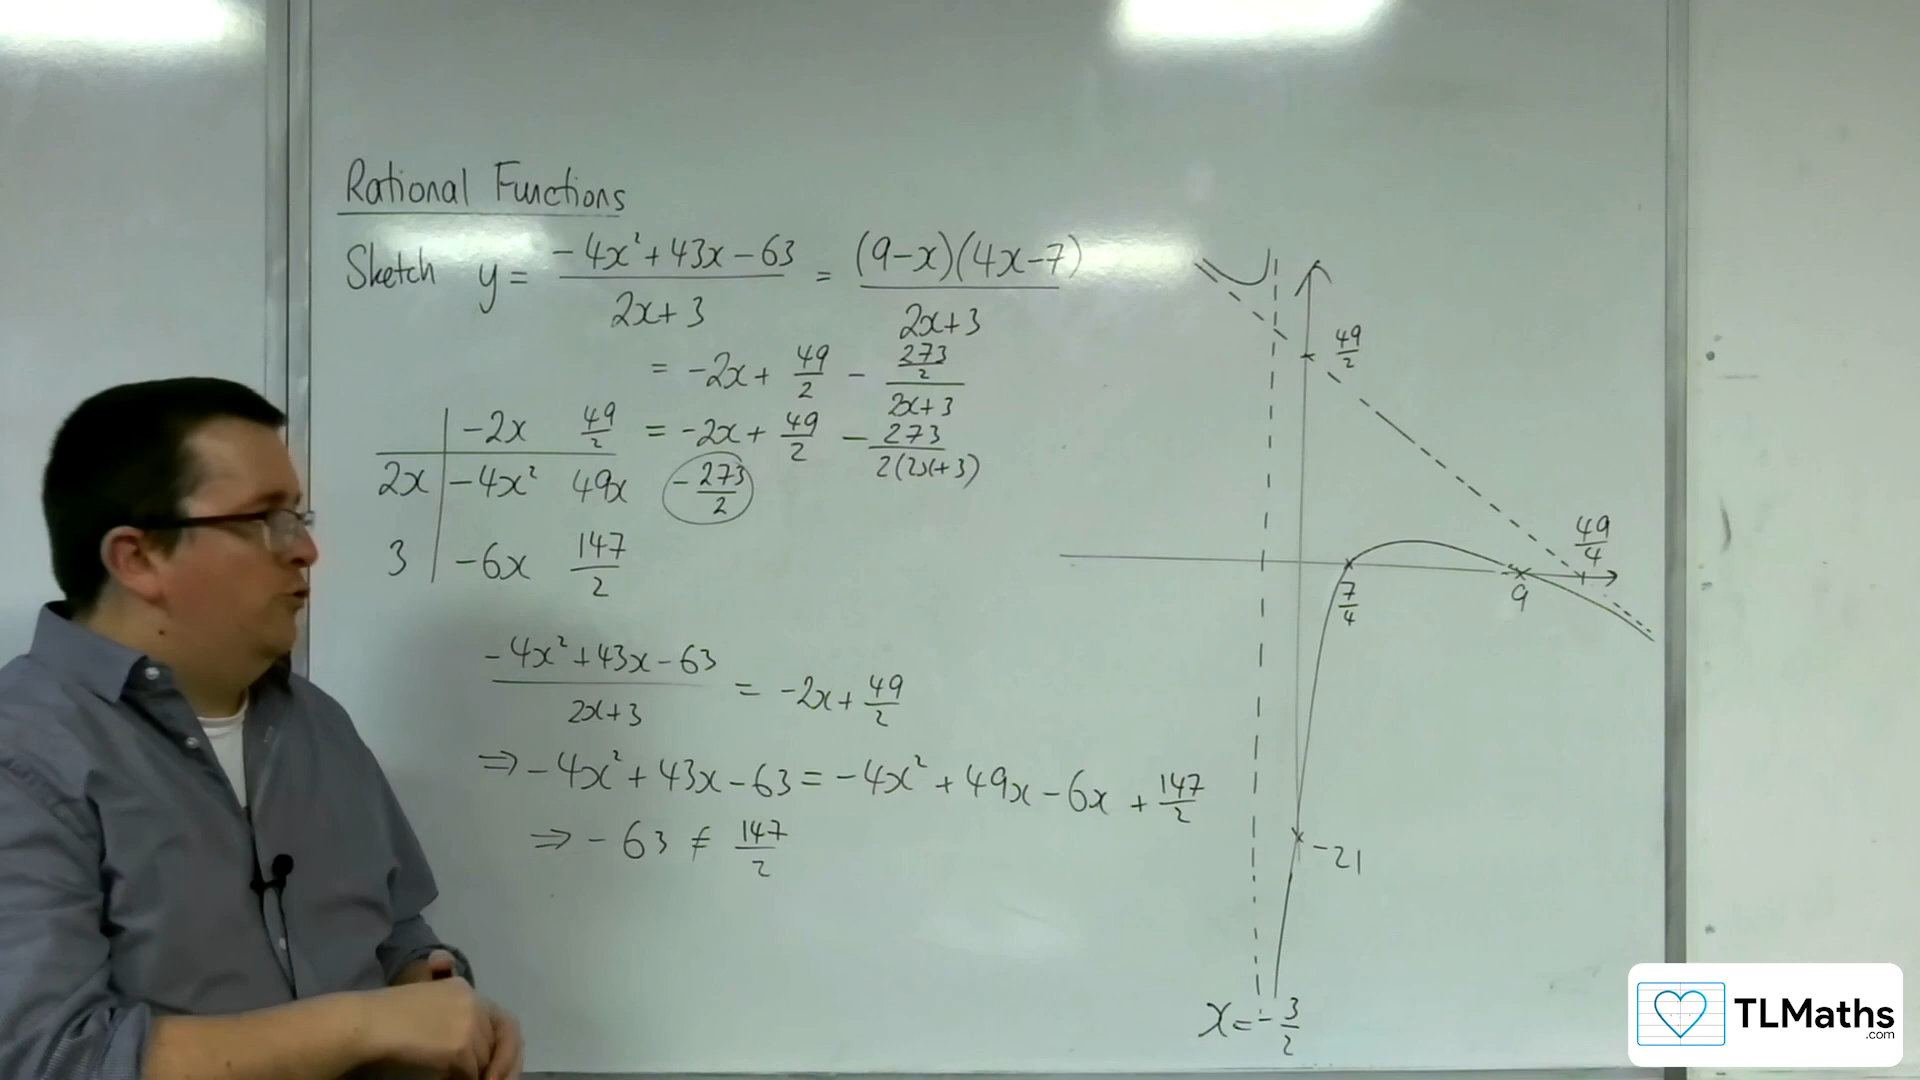 Rational Functions
Sketch y = (-4x²+43x-63)/(2x+3) = ((9-x)(4x-7))/(2x+3)
= -2x + 49/2 - (273/2)/(2x+3)
= -2x + 49/2 - 273/(2(2x+3))
-2x 49/2
2x -4x² 49x -273/2
3 -6x 147/2
(-4x²+43x-63)/(2x+3) = -2x + 49/2
⇒ -4x²+43x-63 = -4x²+49x-6x+147/2
⇒ -63 ≠ 147/2
49/2
49/4
7/4
9
-21
x=-3/2
TLMaths
.com